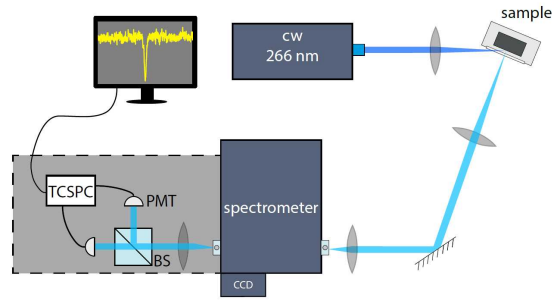 sample
cw
266 nm
TCSPC
PMT
spectrometer
BS
CCD